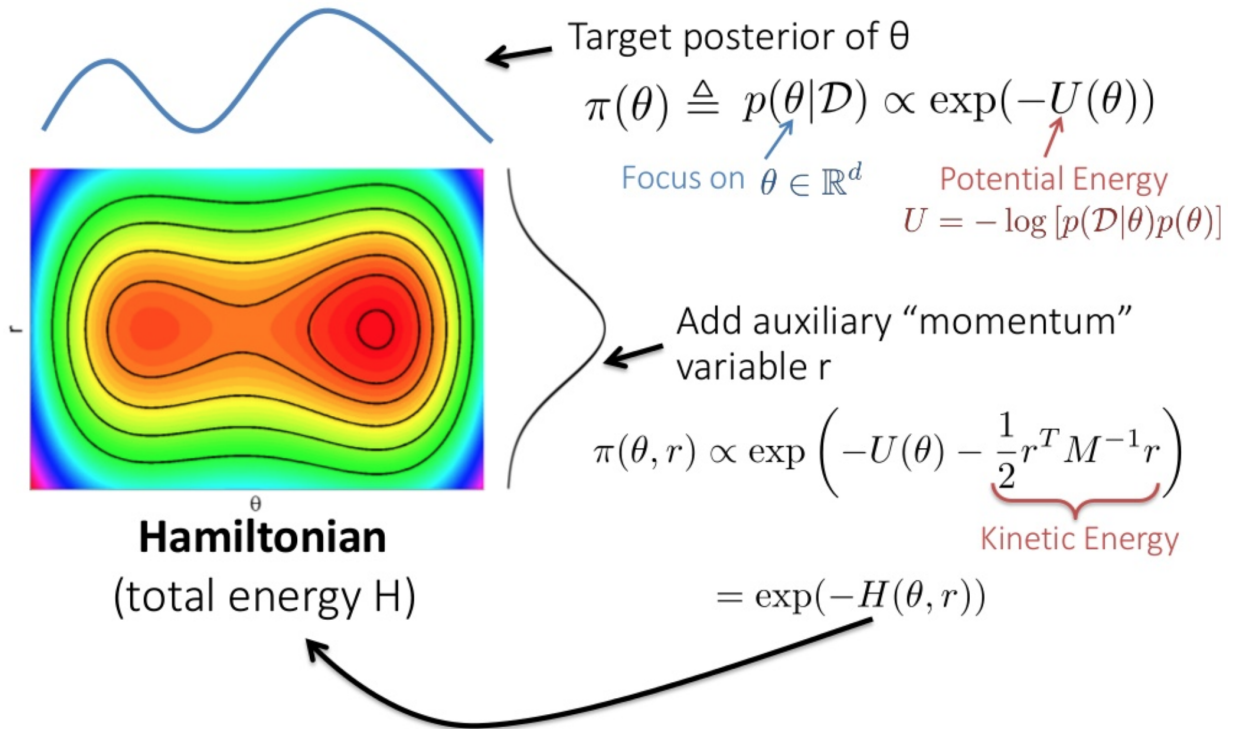 Target posterior of θ
π(θ) ≜ p(θ|𝒟) ∝ exp(−U(θ))
Focus on θ ∈ ℝ^d
Potential Energy
U = − log [p(𝒟|θ)p(θ)]
r
θ
Add auxiliary “momentum”
variable r
π(θ, r) ∝ exp (−U(θ) − 1/2 r^T M^{−1} r)
Kinetic Energy
Hamiltonian
(total energy H)
= exp(−H(θ, r))